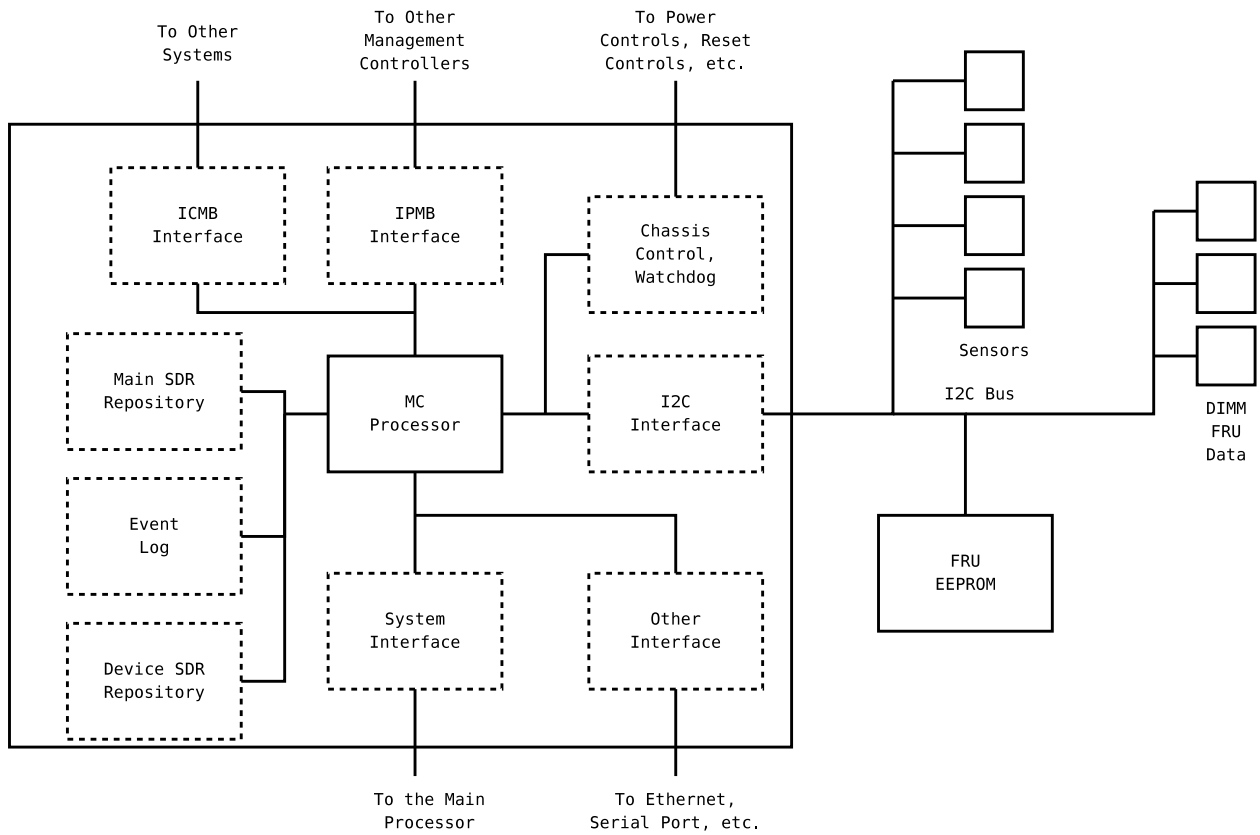 To Other
Systems
To Other
Management
Controllers
To Power
Controls, Reset
Controls, etc.
ICMB
Interface
IPMB
Interface
Chassis
Control,
Watchdog
Main SDR
Repository
MC
Processor
I2C
Interface
Sensors
I2C Bus
DIMM
FRU
Data
Event
Log
FRU
EEPROM
System
Interface
Other
Interface
Device SDR
Repository
To the Main
Processor
To Ethernet,
Serial Port, etc.